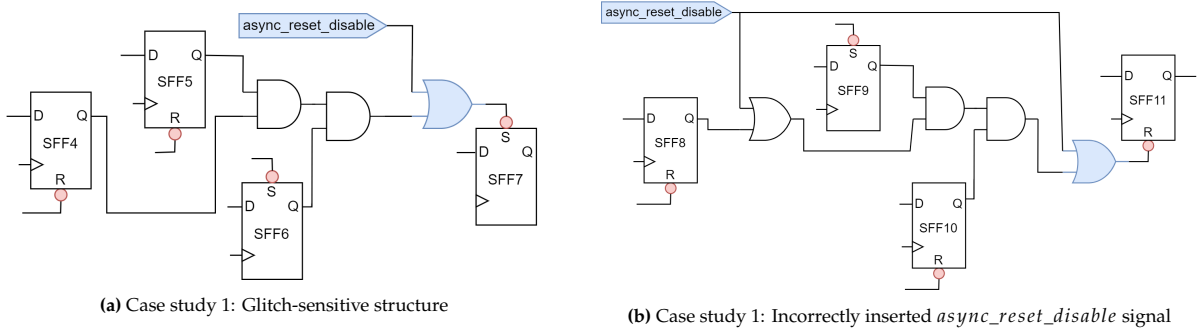 async_reset_disable
D Q
SFF5
R
D Q
SFF4
R
S
D Q
SFF6
S
D Q
SFF7
(a) Case study 1: Glitch-sensitive structure
async_reset_disable
S
D Q
SFF9
D Q
SFF8
R
D Q
SFF11
R
D Q
SFF10
R
(b) Case study 1: Incorrectly inserted async_reset_disable signal